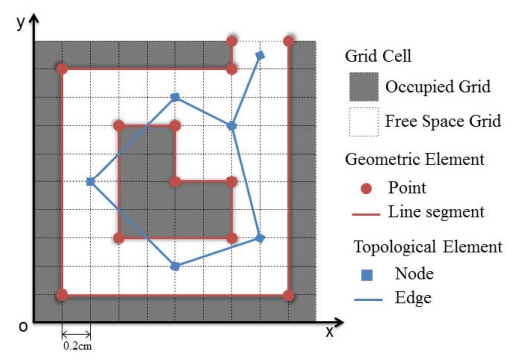 y
Grid Cell
Occupied Grid
Free Space Grid
Geometric Element
Point
Line segment
Topological Element
Node
Edge
o
x
0.2cm